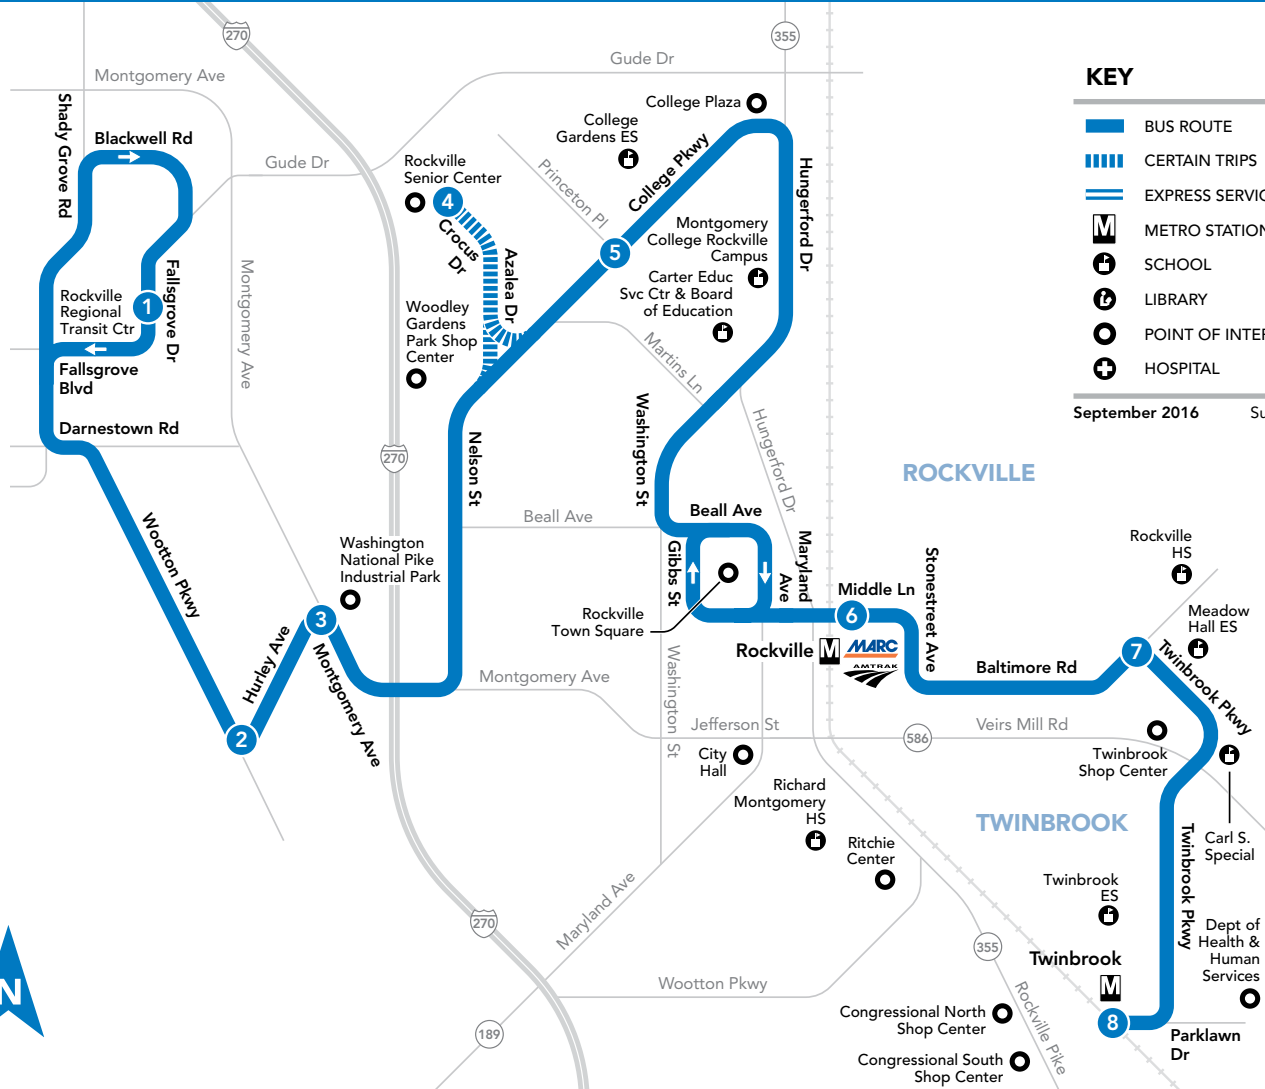 270
355
Gude Dr
Montgomery Ave
KEY
BUS ROUTE
CERTAIN TRIPS
EXPRESS SERVIC
M METRO STATION
SCHOOL
LIBRARY
POINT OF INTER
HOSPITAL
September 2016 Su
Shady Grove Rd
Blackwell Rd
Gude Dr
College Plaza
College
Gardens ES
Princeton Pl
College Pkwy
Hungerford Dr
Rockville
Senior Center
4
Crocus
Dr
Azalea Dr
5
Montgomery
College Rockville
Campus
Carter Educ
Svc Ctr & Board
of Education
Montgomery Ave
Fallsgrove Dr
Rockville
Regional
Transit Ctr
1
Fallsgrove
Blvd
Woodley
Gardens
Park Shop
Center
Martins Ln
Darnestown Rd
270
Nelson St
Washington St
Hungerford Dr
ROCKVILLE
Wootton Pkwy
Beall Ave
Beall Ave
Washington
National Pike
Industrial Park
Gibbs St
Maryland
Ave
Stonestreet Ave
Rockville
HS
Meadow
Hall ES
3
Hurley Ave
Montgomery Ave
2
Rockville
Town Square
Middle Ln
6
Rockville M MARC
AMTRAK
Baltimore Rd
7
Twinbrook Pkwy
Montgomery Ave
Washington St
Jefferson St
586
Veirs Mill Rd
City
Hall
Twinbrook
Shop Center
Richard
Montgomery
HS
TWINBROOK
Ritchie
Center
Carl S.
Special
Twinbrook Pkwy
Twinbrook
ES
Maryland Ave
270
355
Dept of
Health &
Human
Services
Twinbrook
M
8
Wootton Pkwy
Rockville Pike
N
189
Congressional North
Shop Center
Congressional South
Shop Center
Parklawn
Dr